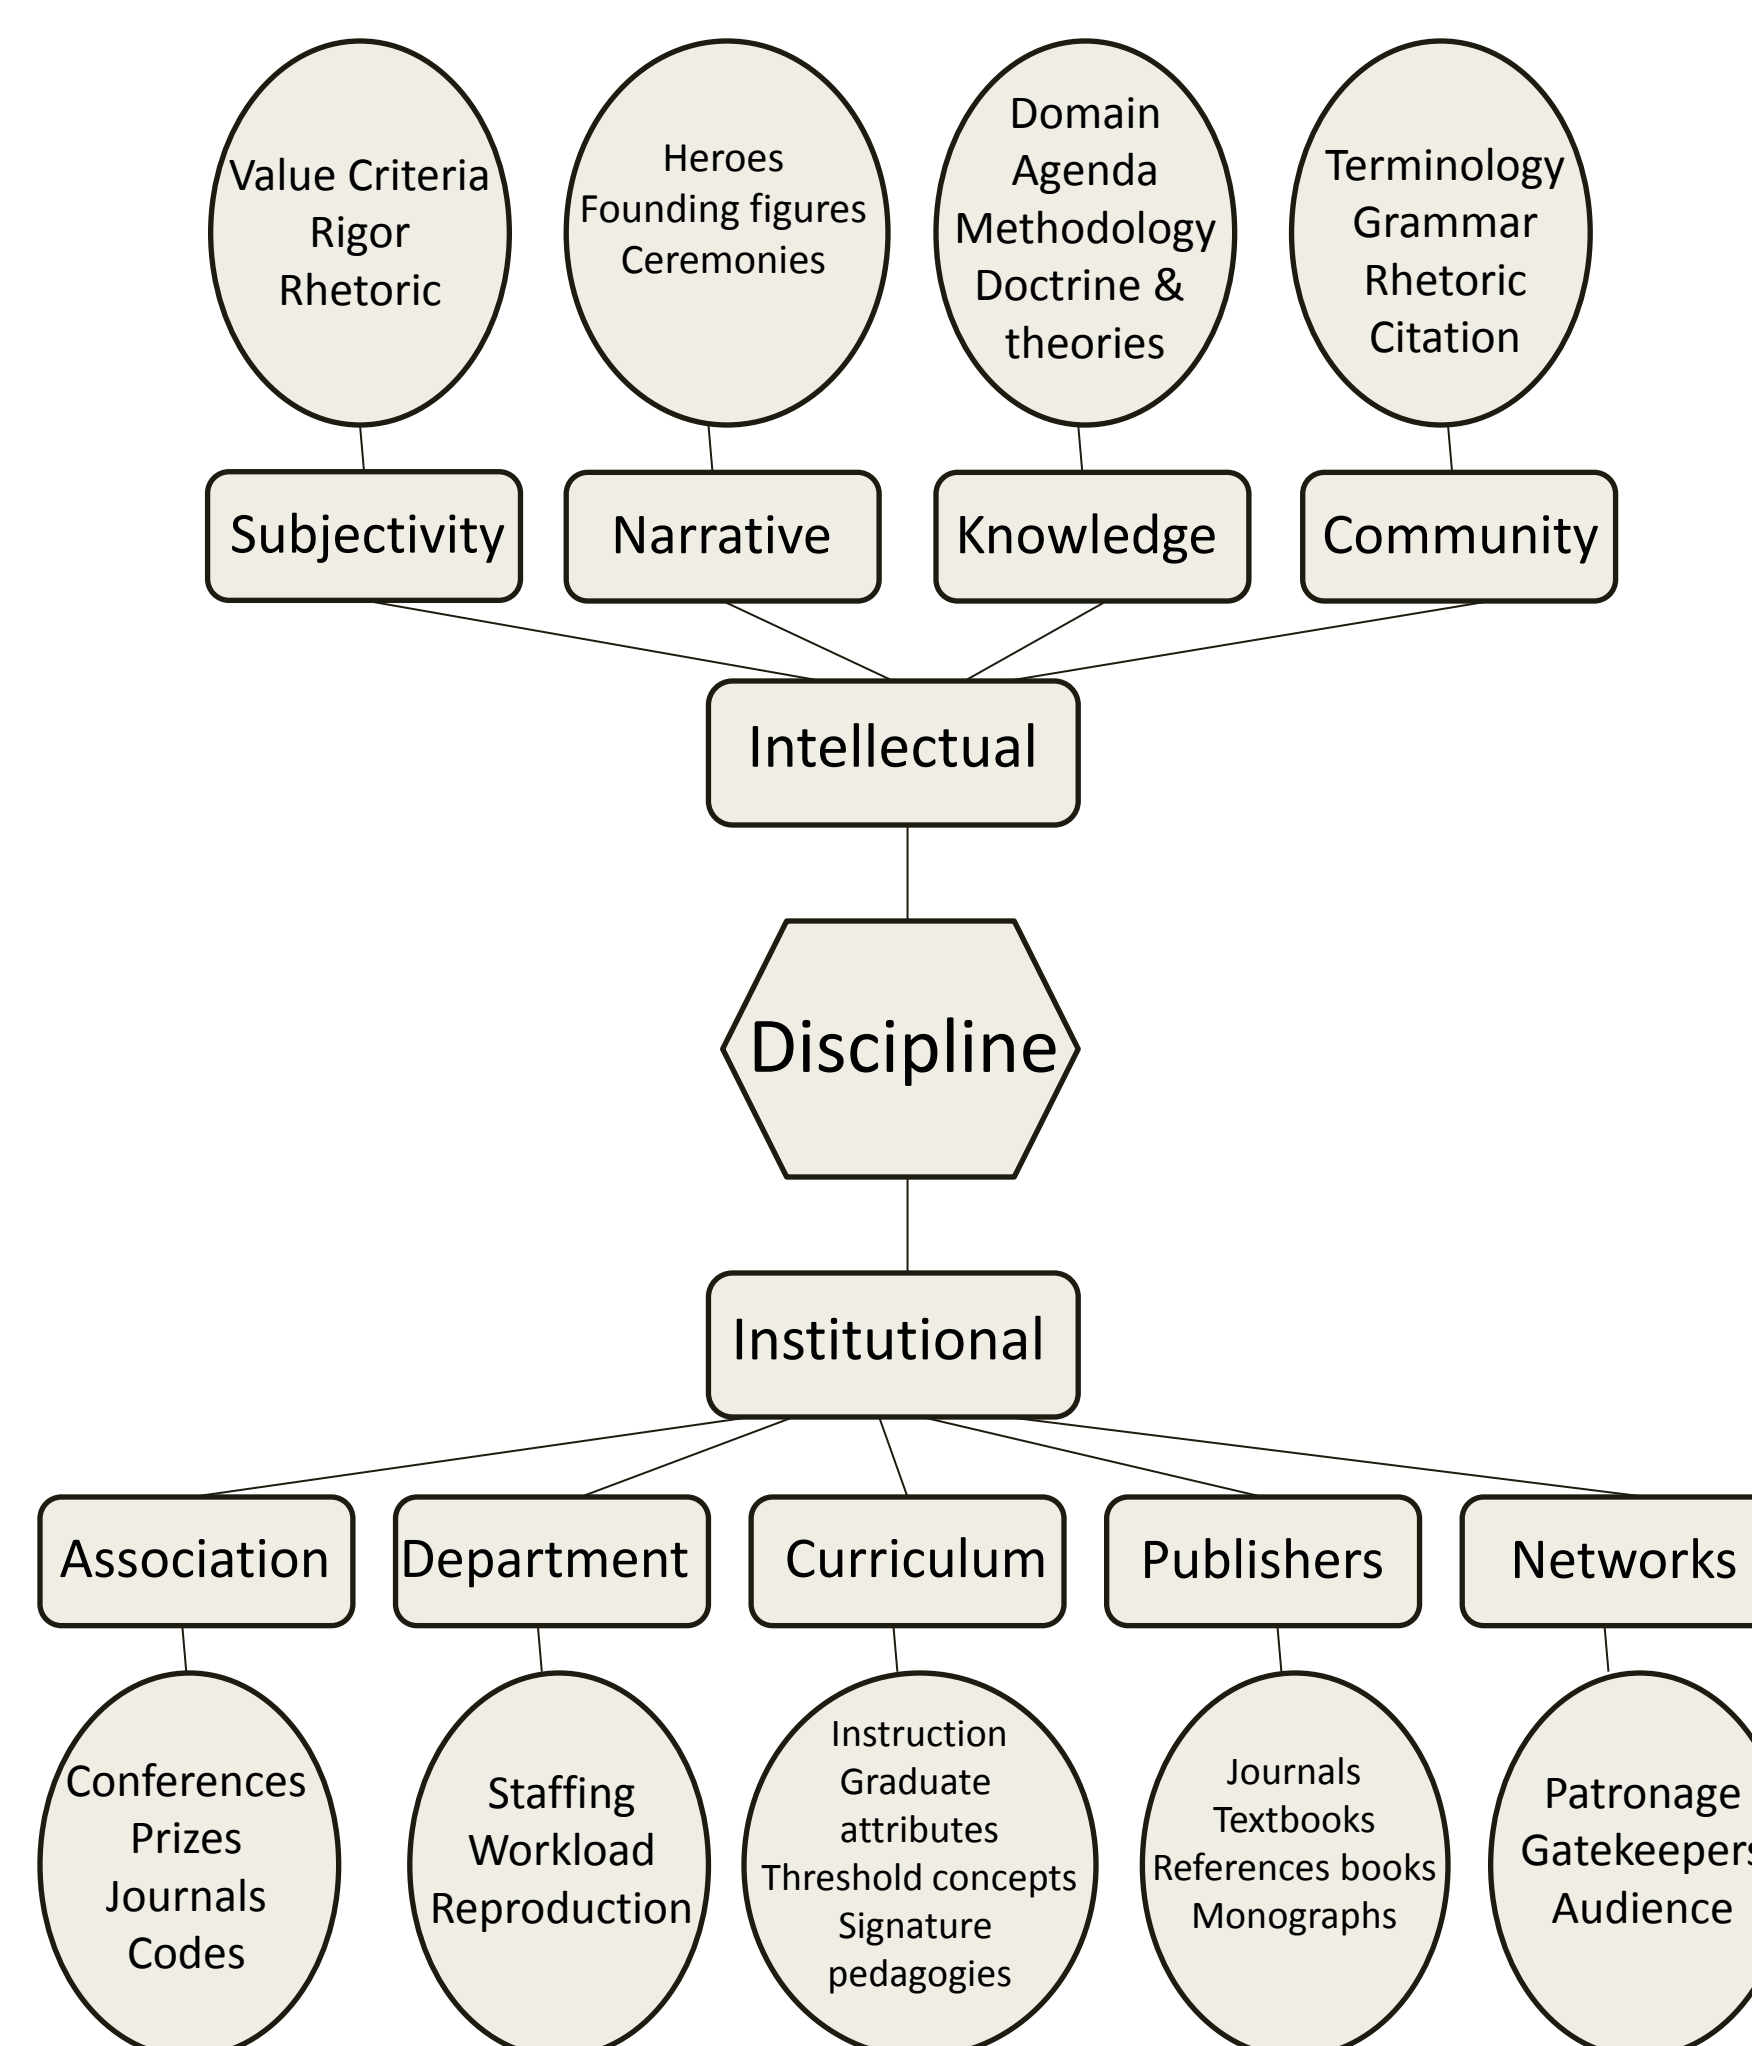 Value Criteria
Rigor
Rhetoric
Heroes
Founding figures
Ceremonies
Domain
Agenda
Methodology
Doctrine &
theories
Terminology
Grammar
Rhetoric
Citation
Subjectivity
Narrative
Knowledge
Community
Intellectual
Discipline
Institutional
Association
Department
Curriculum
Publishers
Networks
Conferences
Prizes
Journals
Codes
Staffing
Workload
Reproduction
Instruction
Graduate
attributes
Threshold concepts
Signature
pedagogies
Journals
Textbooks
References books
Monographs
Patronage
Gatekeepers
Audience